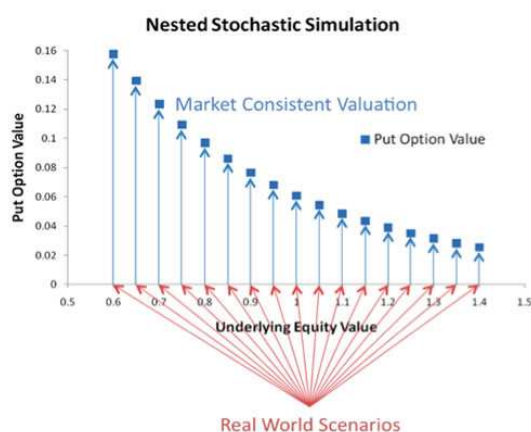 Nested Stochastic Simulation
0.16
0.14
0.12
0.1
0.08
0.06
0.04
0.02
0
Put Option Value
Market Consistent Valuation
Put Option Value
0.5 0.6 0.7 0.8 0.9 1 1.1 1.2 1.3 1.4 1.5
Underlying Equity Value
Real World Scenarios